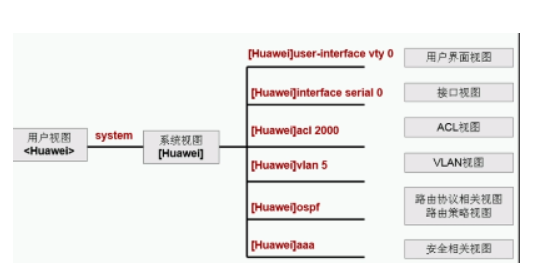 [Huawei]user-interface vty 0
用户界面视图
[Huawei]interface serial 0
接口视图
[Huawei]acl 2000
ACL视图
用户视图
<Huawei>
system
系统视图
[Huawei]
[Huawei]vlan 5
VLAN视图
[Huawei]ospf
路由协议相关视图
路由策略视图
[Huawei]aaa
安全相关视图